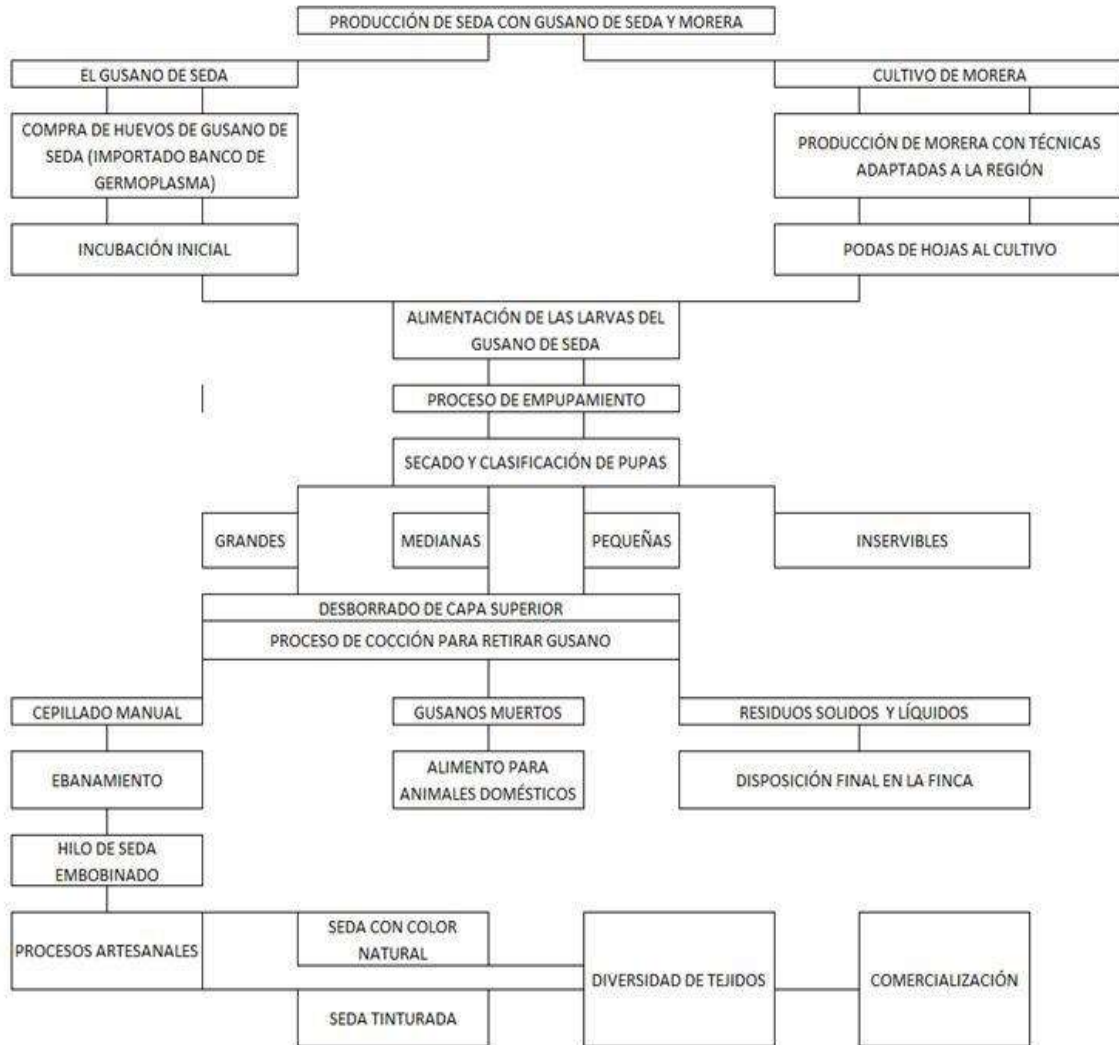 PRODUCCIÓN DE SEDA CON GUSANO DE SEDA Y MORERA
EL GUSANO DE SEDA
CULTIVO DE MORERA
COMPRA DE HUEVOS DE GUSANO DE
SEDA (IMPORTADO BANCO DE
GERMOPLASMA)
PRODUCCIÓN DE MORERA CON TÉCNICAS
ADAPTADAS A LA REGIÓN
INCUBACIÓN INICIAL
PODAS DE HOJAS AL CULTIVO
ALIMENTACIÓN DE LAS LARVAS DEL
GUSANO DE SEDA
PROCESO DE EMPUPAMIENTO
SECADO Y CLASIFICACIÓN DE PUPAS
GRANDES
MEDIANAS
PEQUEÑAS
INSERVIBLES
DESBORRADO DE CAPA SUPERIOR
PROCESO DE COCCIÓN PARA RETIRAR GUSANO
CEPILLADO MANUAL
GUSANOS MUERTOS
RESIDUOS SOLIDOS Y LÍQUIDOS
EBANAMIENTO
ALIMENTO PARA
ANIMALES DOMÉSTICOS
DISPOSICIÓN FINAL EN LA FINCA
HILO DE SEDA
EMBOBINADO
PROCESOS ARTESANALES
SEDA CON COLOR
NATURAL
SEDA TINTURADA
DIVERSIDAD DE TEJIDOS
COMERCIALIZACIÓN